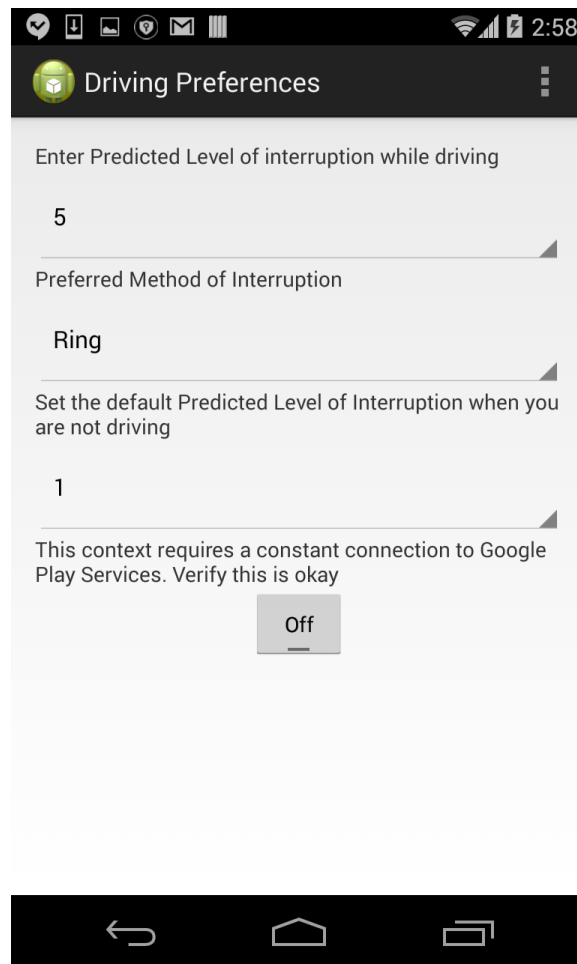 2:58
Driving Preferences
Enter Predicted Level of interruption while driving
5
Preferred Method of Interruption
Ring
Set the default Predicted Level of Interruption when you
are not driving
1
This context requires a constant connection to Google
Play Services. Verify this is okay
Off